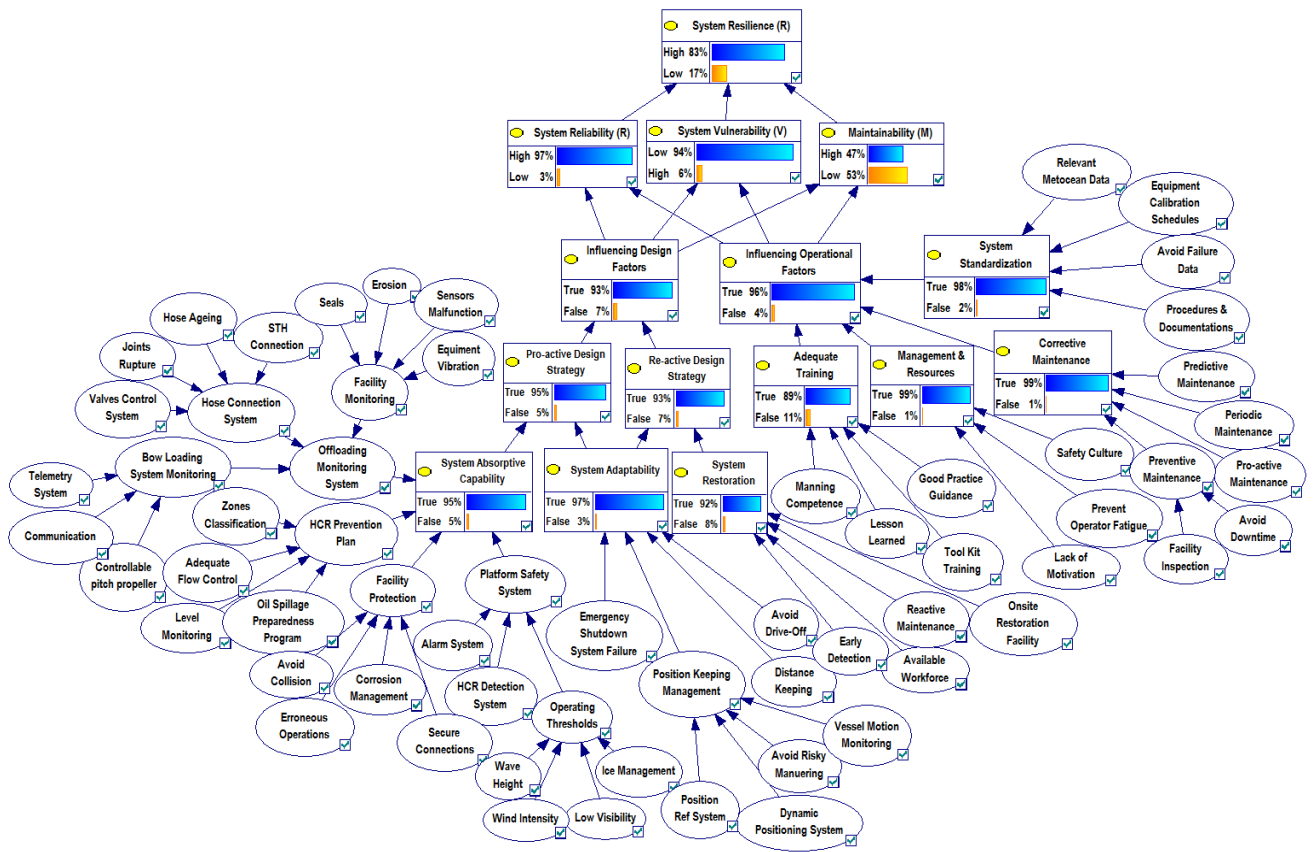 System Resilience (R)
High 83%
Low 17%
System Reliability (R)
High 97%
Low 3%
System Vulnerability (V)
Low 94%
High 6%
Maintainability (M)
High 47%
Low 53%
Relevant
Metocean Data
Equipment
Calibration
Schedules
Avoid Failure
Data
Procedures &
Documentations
System
Standardization
True 98%
False 2%
Influencing Design
Factors
True 93%
False 7%
Influencing Operational
Factors
True 96%
False 4%
Pro-active Design
Strategy
True 95%
False 5%
Re-active Design
Strategy
True 93%
False 7%
Adequate
Training
True 89%
False 11%
Management &
Resources
True 99%
False 1%
Corrective
Maintenance
True 99%
False 1%
Predictive
Maintenance
Periodic
Maintenance
Pro-active
Maintenance
Preventive
Maintenance
Avoid
Downtime
Facility
Inspection
Safety Culture
Prevent
Operator Fatigue
Lack of
Motivation
Good Practice
Guidance
Tool Kit
Training
Lesson
Learned
Manning
Competence
Seals
Erosion
Sensors
Malfunction
Equiment
Vibration
Facility
Monitoring
Hose Ageing
STH
Connection
Joints
Rupture
Valves Control
System
Hose Connection
System
Bow Loading
System Monitoring
Offloading
Monitoring
System
Telemetry
System
Communication
Controllable
pitch propeller
Zones
Classification
HCR Prevention
Plan
Adequate
Flow Control
Level
Monitoring
Oil Spillage
Preparedness
Program
System Absorptive
Capability
True 95%
False 5%
System Adaptability
True 97%
False 3%
System
Restoration
True 92%
False 8%
Facility
Protection
Avoid
Collision
Erroneous
Operations
Corrosion
Management
Secure
Connections
Platform Safety
System
Alarm System
HCR Detection
System
Operating
Thresholds
Wave
Height
Wind Intensity
Low Visibility
Ice Management
Emergency
Shutdown
System Failure
Position Keeping
Management
Distance
Keeping
Avoid
Drive-Off
Position
Ref System
Dynamic
Positioning System
Avoid Risky
Manuering
Vessel Motion
Monitoring
Early
Detection
Available
Workforce
Reactive
Maintenance
Onsite
Restoration
Facility